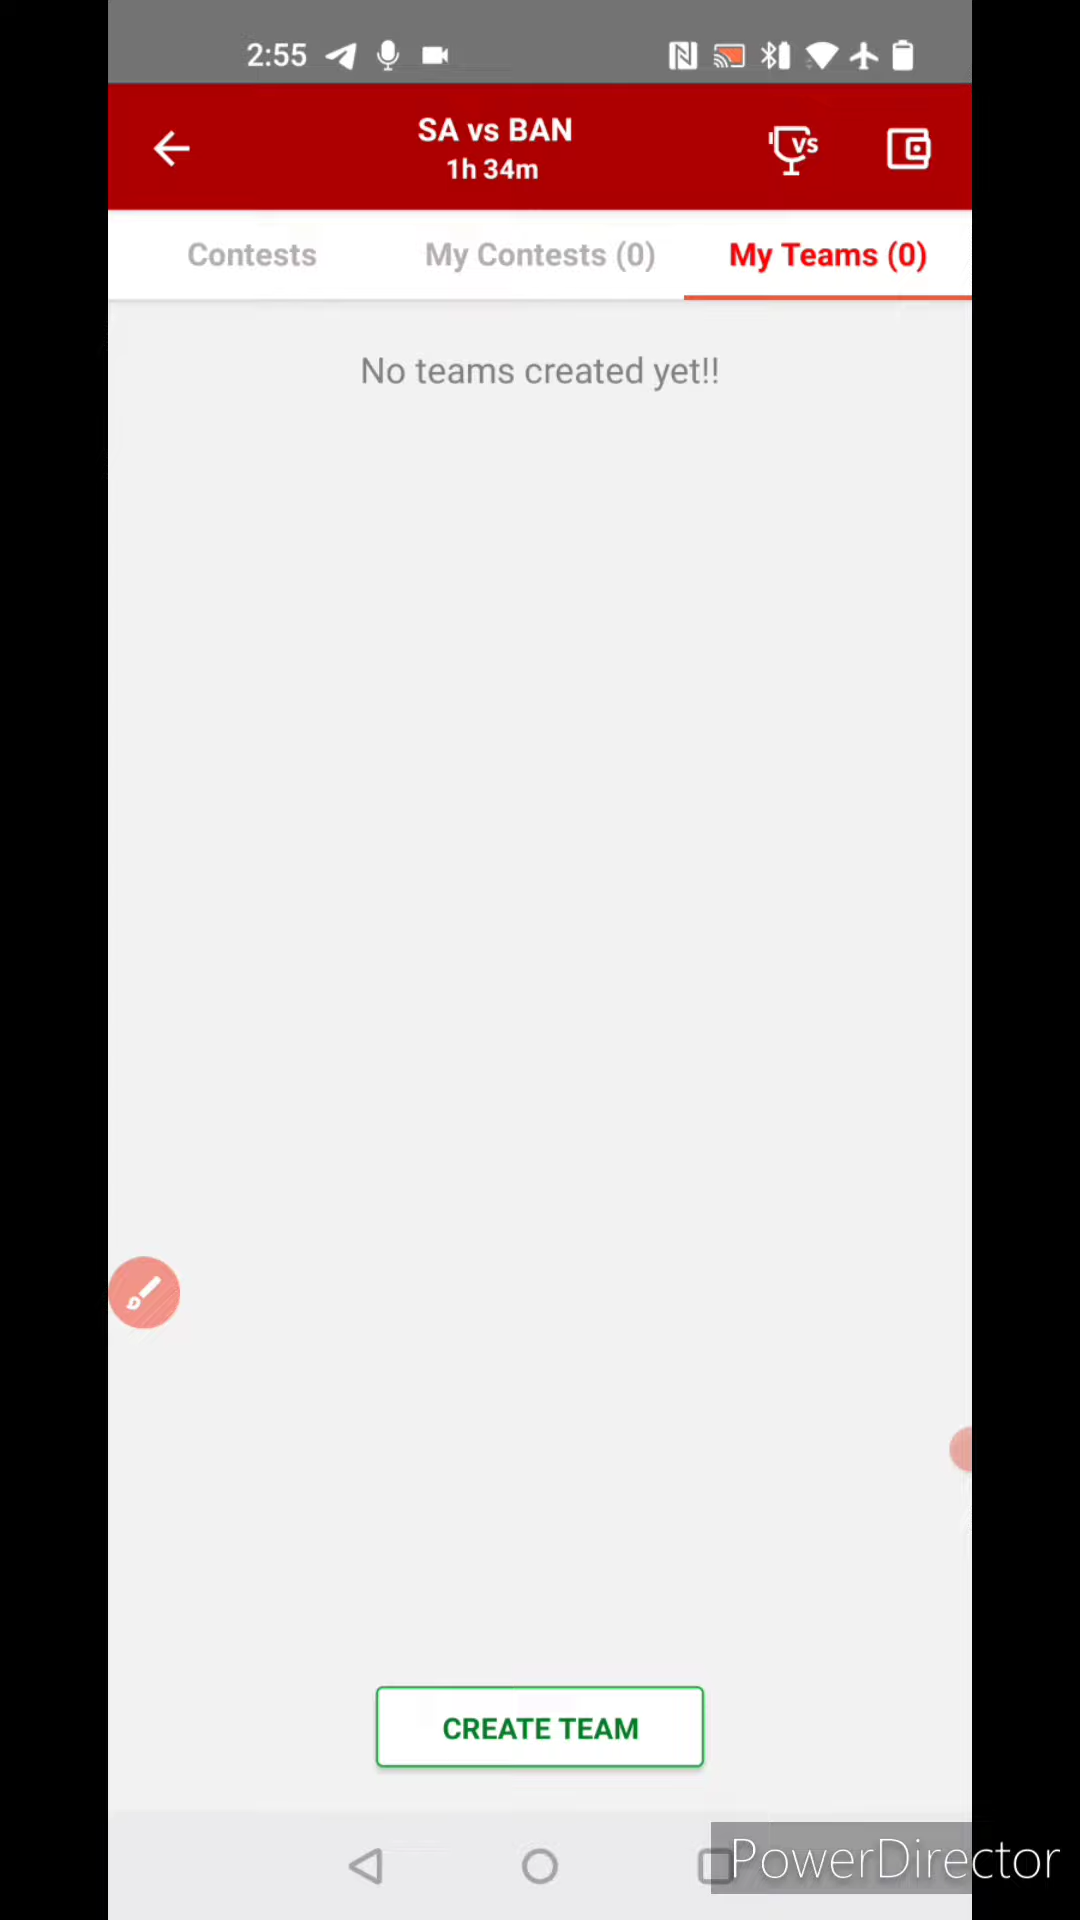 2:55
SA vs BAN
VS
1h 34m
Contests
My Contests (0)
My Teams (0)
No teams created yet!!
CREATE TEAM
PowerDirector